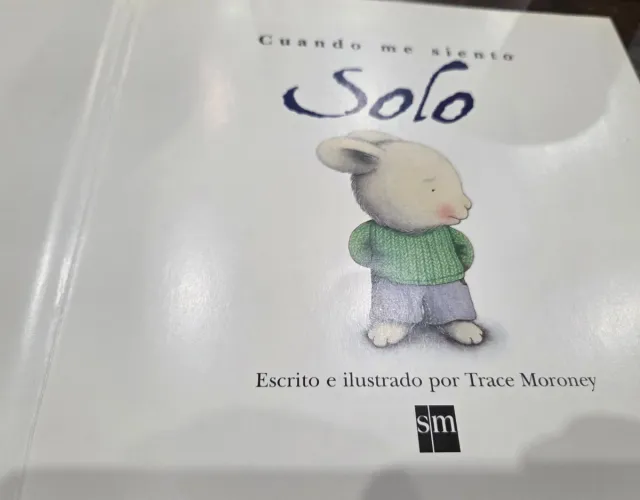 Cuando me siento
Solo
Escrito e ilustrado por Trace Moroney
sm